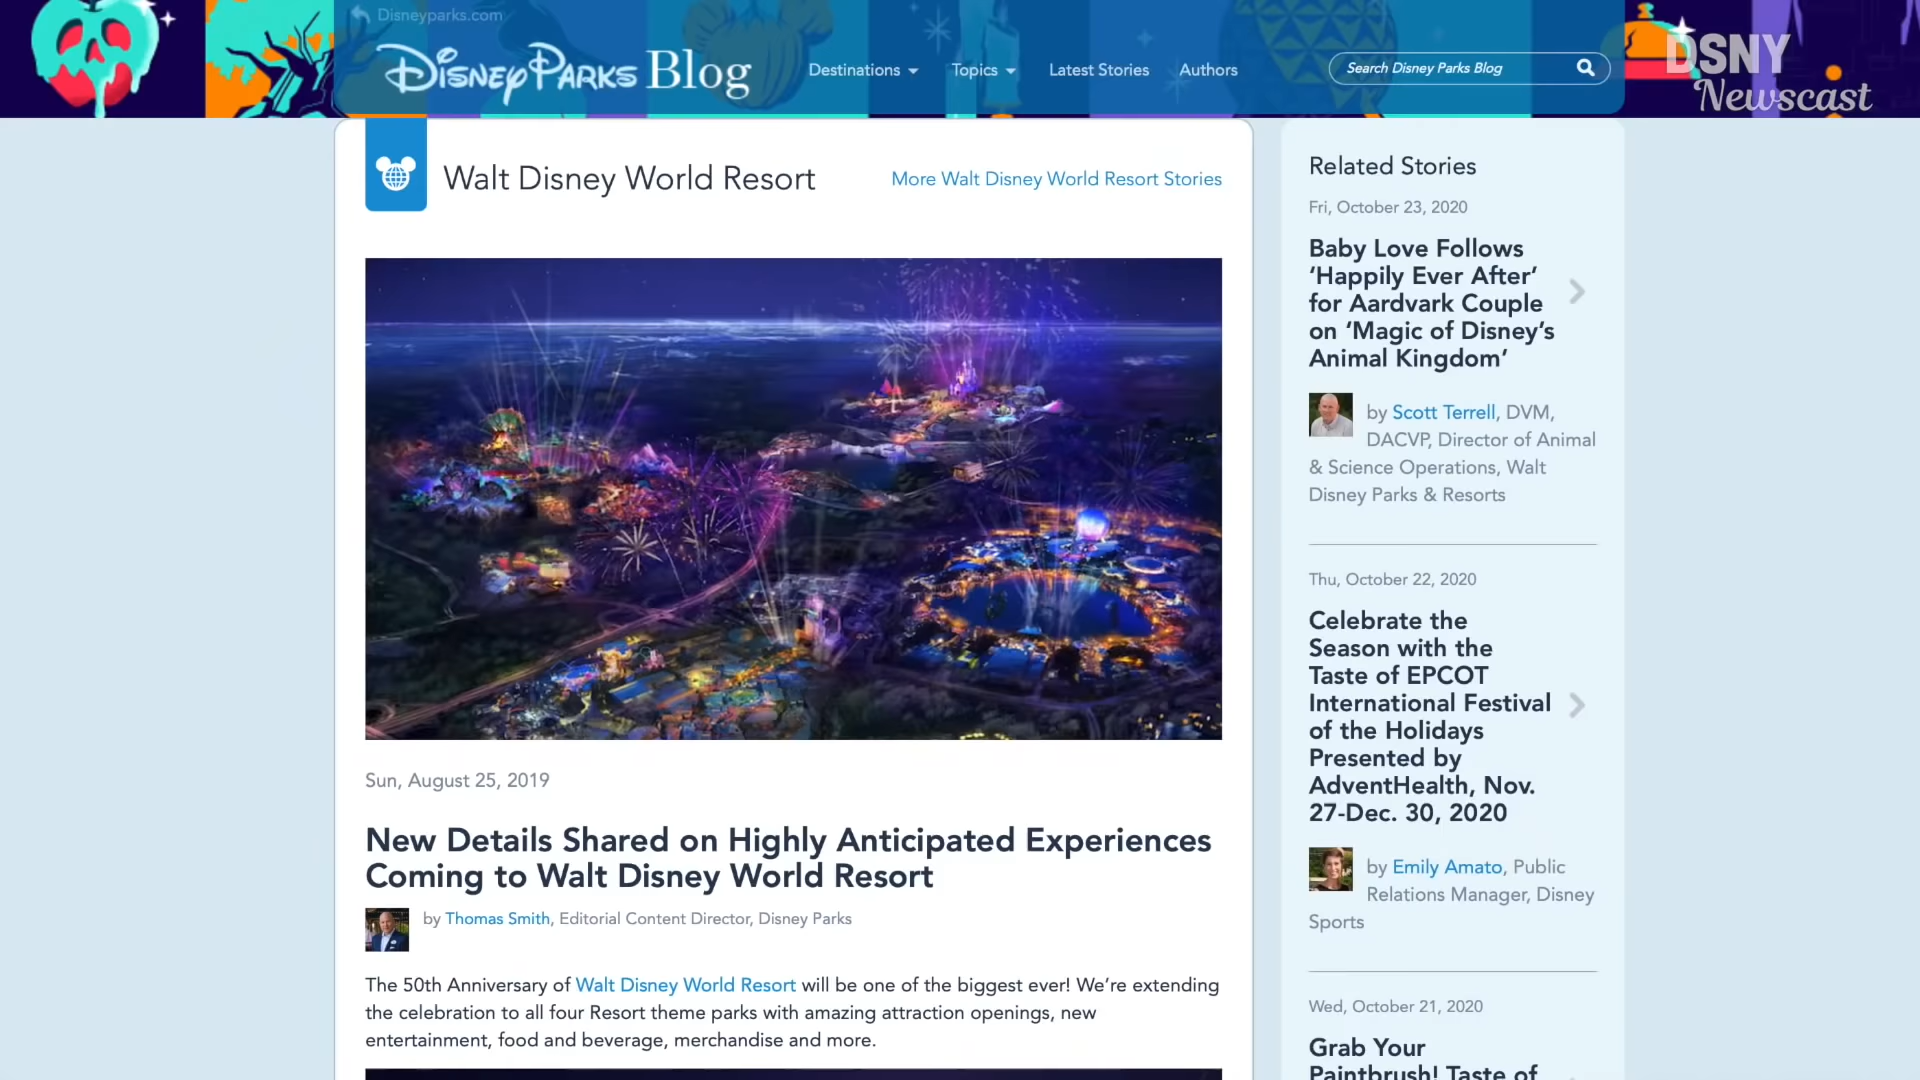 Disneyparks.com
Disney Parks Blog
Destinations
Topics
Latest Stories
Authors
Search Disney Parks Blog
DSNY
Newscast
Walt Disney World Resort
More Walt Disney World Resort Stories
Sun, August 25, 2019
New Details Shared on Highly Anticipated Experiences
Coming to Walt Disney World Resort
by Thomas Smith, Editorial Content Director, Disney Parks
The 50th Anniversary of Walt Disney World Resort will be one of the biggest ever! We’re extending
the celebration to all four Resort theme parks with amazing attraction openings, new
entertainment, food and beverage, merchandise and more.
Related Stories
Fri, October 23, 2020
Baby Love Follows
‘Happily Ever After’
for Aardvark Couple
on ‘Magic of Disney’s
Animal Kingdom’
by Scott Terrell, DVM,
DACVP, Director of Animal
& Science Operations, Walt
Disney Parks & Resorts
Thu, October 22, 2020
Celebrate the
Season with the
Taste of EPCOT
International Festival
of the Holidays
Presented by
AdventHealth, Nov.
27-Dec. 30, 2020
by Emily Amato, Public
Relations Manager, Disney
Sports
Wed, October 21, 2020
Grab Your
Paintbrush! Taste of